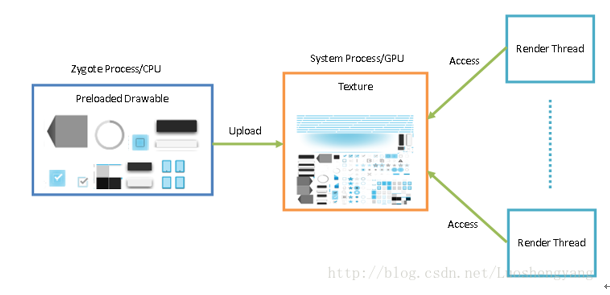 Zygote Process/CPU
System Process/GPU
Preloaded Drawable
Upload
Texture
Access
Render Thread
Access
Render Thread
http://blog.csdn.net/Luoshengyang